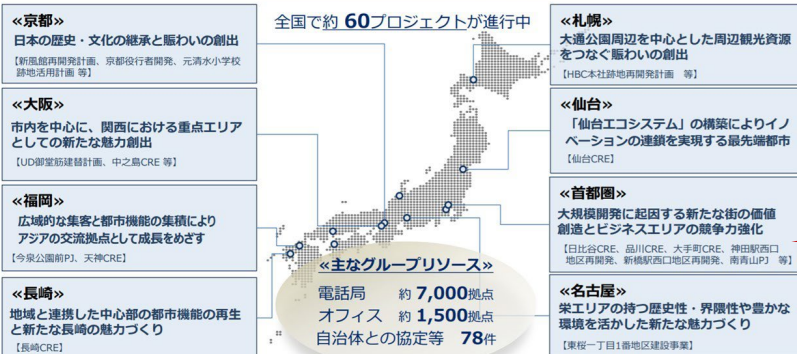 全国で約 60プロジェクトが進行中
≪京都≫
日本の歴史・文化の継承と賑わいの創出
【新風館再開発計画、京都役行者開発、元清水小学校
跡地活用計画 等】
≪大阪≫
市内を中心に、関西における重点エリア
としての新たな魅力創出
【UD御堂筋建替計画、中之島CRE 等】
≪福岡≫
広域的な集客と都市機能の集積により
アジアの交流拠点として成長をめざす
【今泉公園前PJ、天神CRE】
≪長崎≫
地域と連携した中心部の都市機能の再生
と新たな長崎の魅力づくり
【長崎CRE】
≪札幌≫
大通公園周辺を中心とした周辺観光資源
をつなぐ賑わいの創出
【HBC本社跡地再開発計画　等】
≪仙台≫
「仙台エコシステム」の構築によりイノ
ベーションの連鎖を実現する最先端都市
【仙台CRE】
≪首都圏≫
大規模開発に起因する新たな街の価値
創造とビジネスエリアの競争力強化
【日比谷CRE、品川CRE、大手町CRE、神田駅西口
地区再開発、新橋駅西口地区再開発、南青山PJ　等】
≪名古屋≫
栄エリアの持つ歴史性・界隈性や豊かな
環境を活かした新たな魅力づくり
【東桜一丁目1番地区建設事業】
≪主なグループリソース≫
電話局　約 7,000拠点
オフィス　約 1,500拠点
自治体との協定等　78件